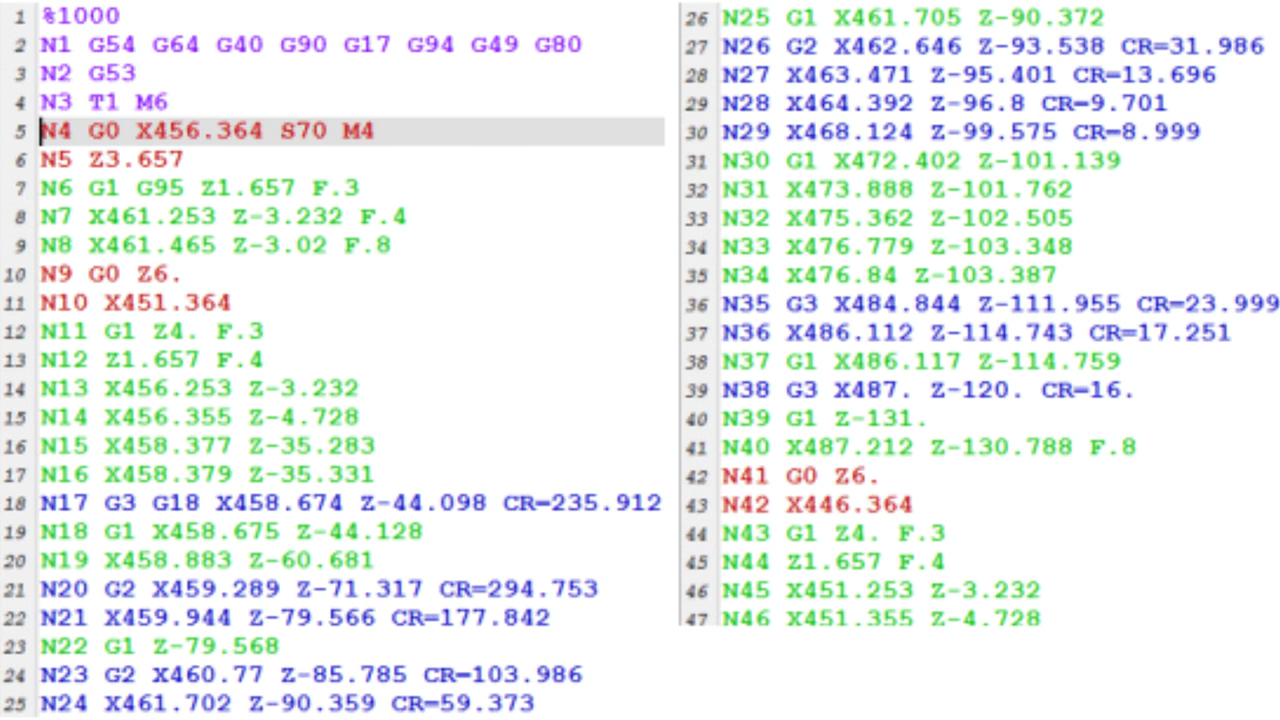 1 %1000
2 N1 G54 G64 G40 G90 G17 G94 G49 G80
3 N2 G53
4 N3 T1 M6
5 N4 G0 X456.364 S70 M4
6 N5 Z3.657
7 N6 G1 G95 Z1.657 F.3
8 N7 X461.253 Z-3.232 F.4
9 N8 X461.465 Z-3.02 F.8
10 N9 G0 Z6.
11 N10 X451.364
12 N11 G1 Z4. F.3
13 N12 Z1.657 F.4
14 N13 X456.253 Z-3.232
15 N14 X456.355 Z-4.728
16 N15 X458.377 Z-35.283
17 N16 X458.379 Z-35.331
18 N17 G3 G18 X458.674 Z-44.098 CR=235.912
19 N18 G1 X458.675 Z-44.128
20 N19 X458.883 Z-60.681
21 N20 G2 X459.289 Z-71.317 CR=294.753
22 N21 X459.944 Z-79.566 CR=177.842
23 N22 G1 Z-79.568
24 N23 G2 X460.77 Z-85.785 CR=103.986
25 N24 X461.702 Z-90.359 CR=59.373
26 N25 G1 X461.705 Z-90.372
27 N26 G2 X462.646 Z-93.538 CR=31.986
28 N27 X463.471 Z-95.401 CR=13.696
29 N28 X464.392 Z-96.8 CR=9.701
30 N29 X468.124 Z-99.575 CR=8.999
31 N30 G1 X472.402 Z-101.139
32 N31 X473.888 Z-101.762
33 N32 X475.362 Z-102.505
34 N33 X476.779 Z-103.348
35 N34 X476.84 Z-103.387
36 N35 G3 X484.844 Z-111.955 CR=23.999
37 N36 X486.112 Z-114.743 CR=17.251
38 N37 G1 X486.117 Z-114.759
39 N38 G3 X487. Z-120. CR=16.
40 N39 G1 Z-131.
41 N40 X487.212 Z-130.788 F.8
42 N41 G0 Z6.
43 N42 X446.364
44 N43 G1 Z4. F.3
45 N44 Z1.657 F.4
46 N45 X451.253 Z-3.232
47 N46 X451.355 Z-4.728